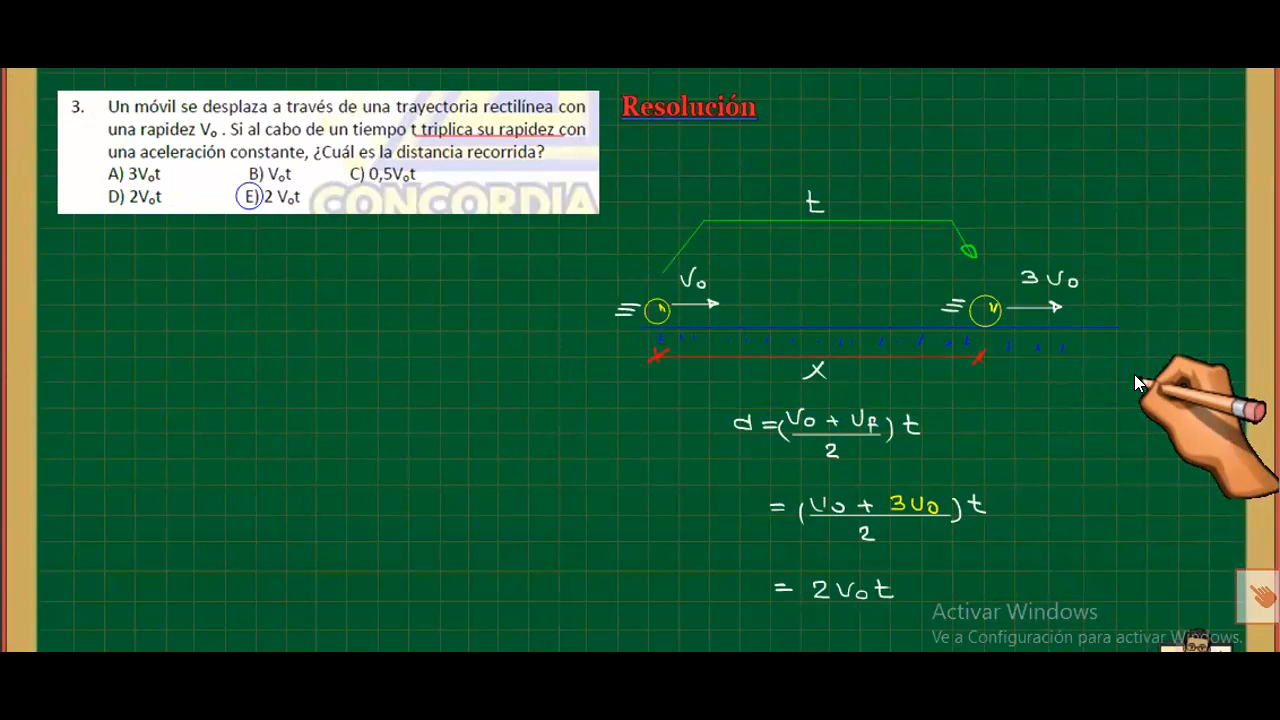 3. Un móvil se desplaza a través de una trayectoria rectilínea con
una rapidez V₀ . Si al cabo de un tiempo t triplica su rapidez con
una aceleración constante, ¿Cuál es la distancia recorrida?
A) 3V₀t B) V₀t C) 0,5V₀t
D) 2V₀t E) 2 V₀t
CONCORDIA
Resolución
t
V₀
3 V₀
X
d = (V₀ + Vf / 2) t
= (V₀ + 3V₀ / 2) t
= 2V₀t
Activar Windows
Ve a Configuración para activar Windows.